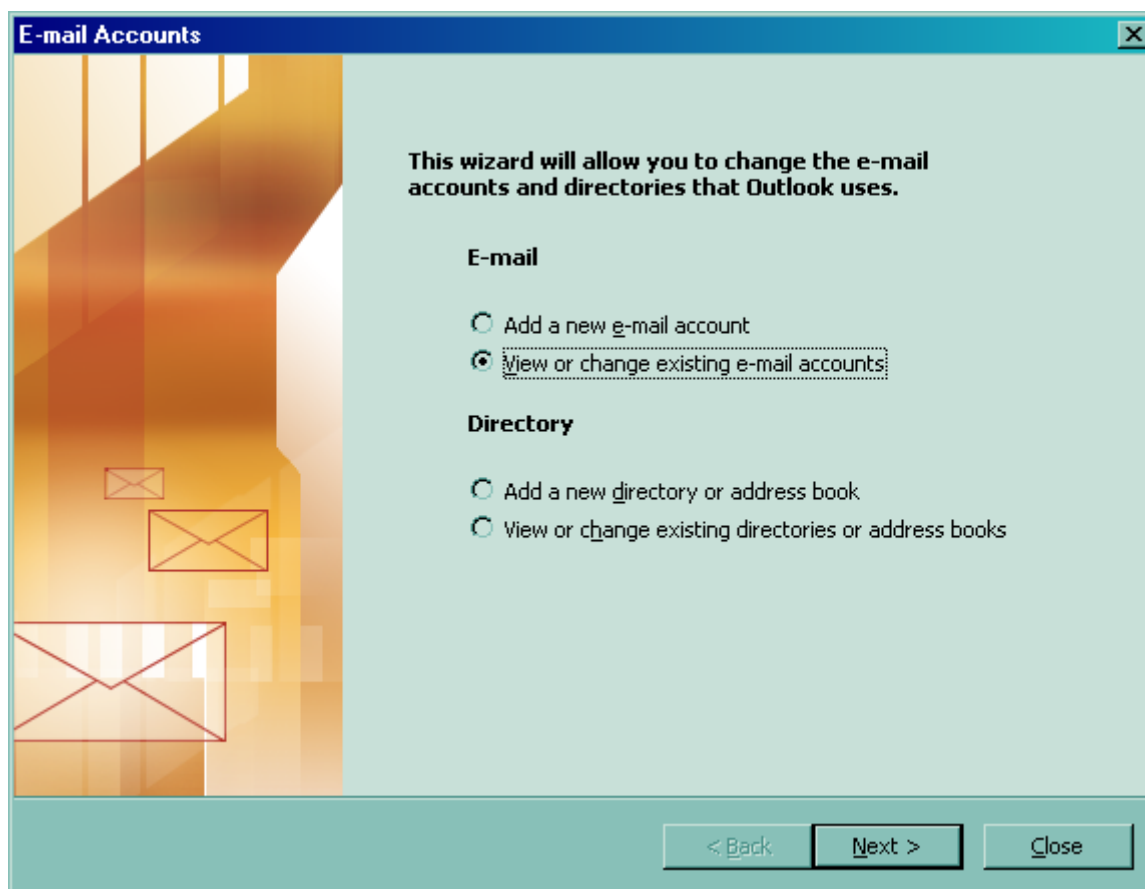 E-mail Accounts
This wizard will allow you to change the e-mail
accounts and directories that Outlook uses.
E-mail
Add a new e-mail account
View or change existing e-mail accounts
Directory
Add a new directory or address book
View or change existing directories or address books
< Back
Next >
Close